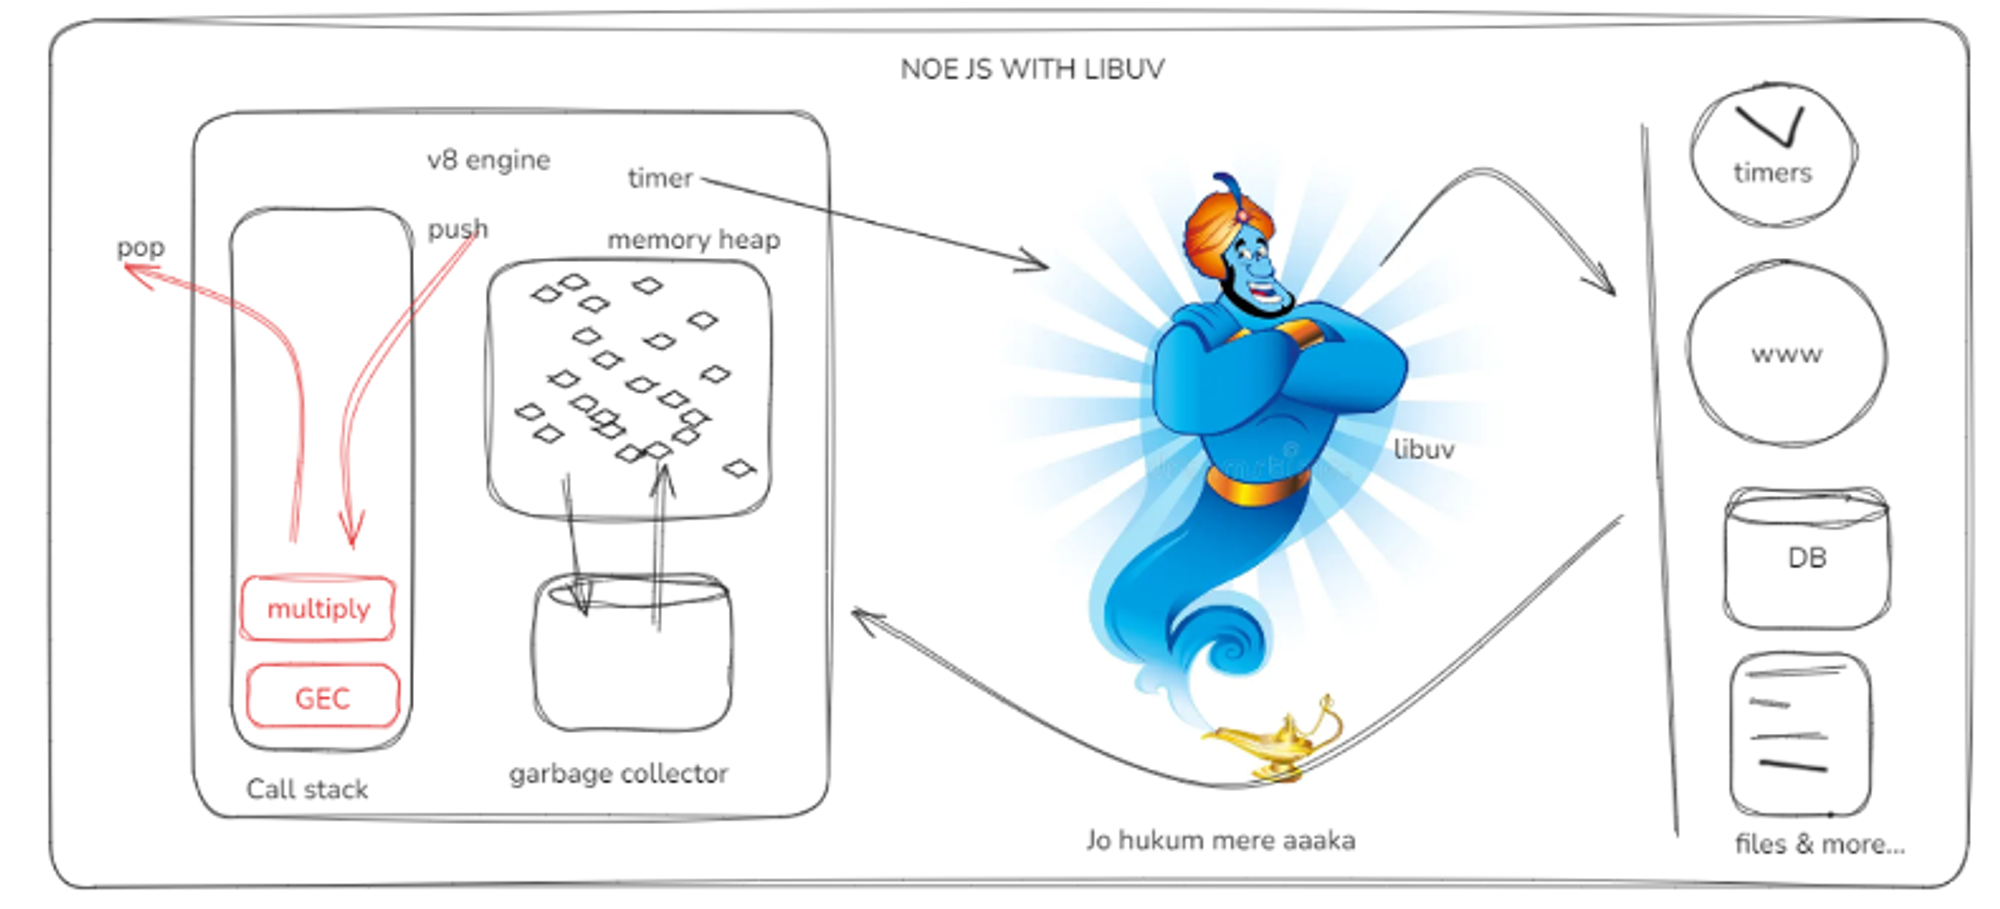 NOE JS WITH LIBUV
v8 engine
timer
push
pop
memory heap
multiply
GEC
Call stack
garbage collector
libuv
Jo hukum mere aaaka
timers
www
DB
files & more...